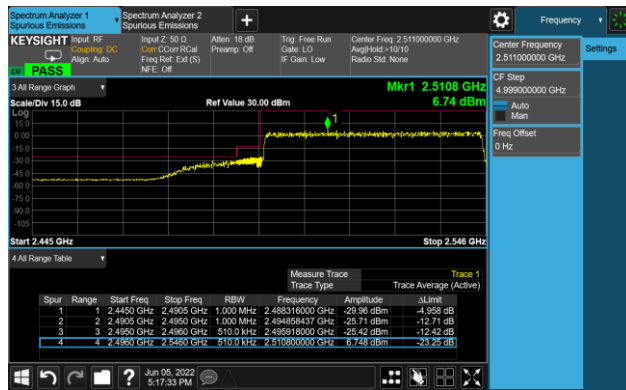 Spectrum Analyzer 1
Spurious Emissions
Spectrum Analyzer 2
Spurious Emissions
+
Frequency
KEYSIGHT
Input: RF
Coupling: DC
Align: Auto
Input Z: 50 Ω
Corr CCorr RCal
Freq Ref: Ext (S)
NFE: Off
Atten: 18 dB
Preamp: Off
Trig: Free Run
Gate: LO
IF Gain: Low
Center Freq: 2.511000000 GHz
Avg|Hold:>10/10
Radio Std: None
PASS
Center Frequency
2.511000000 GHz
Settings
CF Step
4.999000000 GHz
Auto
Man
Freq Offset
0 Hz
3 All Range Graph
Mkr1 2.5108 GHz
6.74 dBm
Scale/Div 15.0 dB
Ref Value 30.00 dBm
Log
15.0
0.00
-15.0
-30.0
-45.0
-60.0
-75.0
-90.0
-105
1
Start 2.445 GHz
Stop 2.546 GHz
4 All Range Table
Measure Trace Trace 1
Trace Type Trace Average (Active)
Spur Range Start Freq Stop Freq RBW Frequency Amplitude ΔLimit
1 1 2.4450 GHz 2.4905 GHz 1.000 MHz 2.488316000 GHz -29.96 dBm -4.958 dB
2 2 2.4905 GHz 2.4950 GHz 1.000 MHz 2.494858437 GHz -25.71 dBm -12.71 dB
3 3 2.4950 GHz 2.4960 GHz 510.0 kHz 2.495918000 GHz -25.42 dBm -12.42 dB
4 4 2.4960 GHz 2.5460 GHz 510.0 kHz 2.510800000 GHz 6.748 dBm -23.25 dB
?
Jun 05, 2022
5:17:33 PM